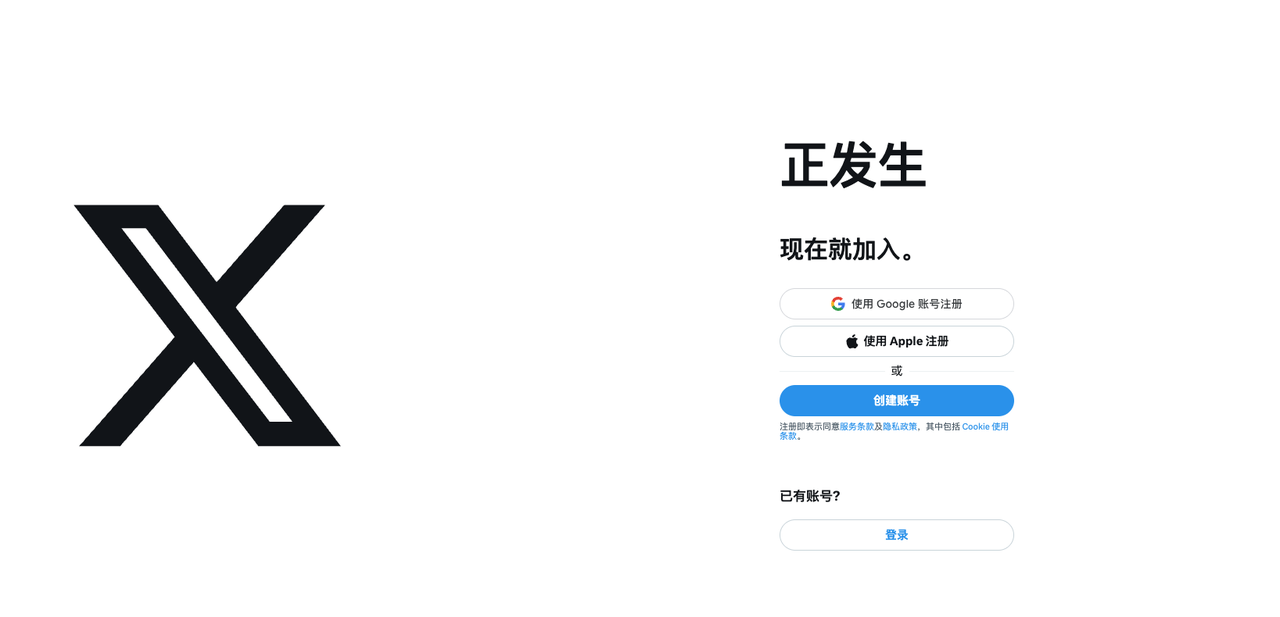 正发生
现在就加入。
使用 Google 账号注册
使用 Apple 注册
或
创建账号
注册即表示同意服务条款及隐私政策，其中包括 Cookie 使用
条款。
已有账号?
登录